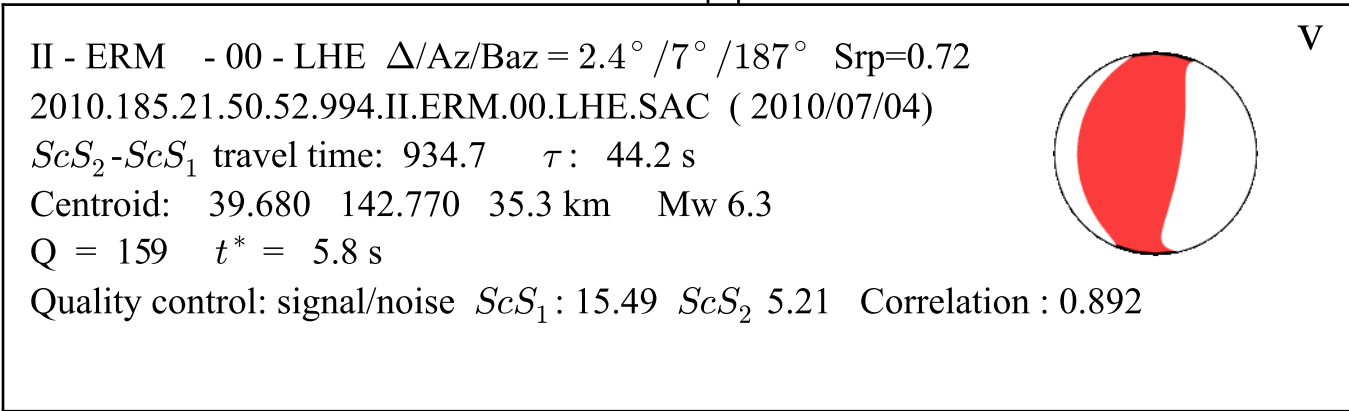 V
II - ERM - 00 - LHE Δ/Az/Baz = 2.4° /7° /187° Srp=0.72
2010.185.21.50.52.994.II.ERM.00.LHE.SAC ( 2010/07/04)
ScS₂-ScS₁ travel time: 934.7 τ : 44.2 s
Centroid: 39.680 142.770 35.3 km Mw 6.3
Q = 159 t* = 5.8 s
Quality control: signal/noise ScS₁ : 15.49 ScS₂ 5.21 Correlation : 0.892